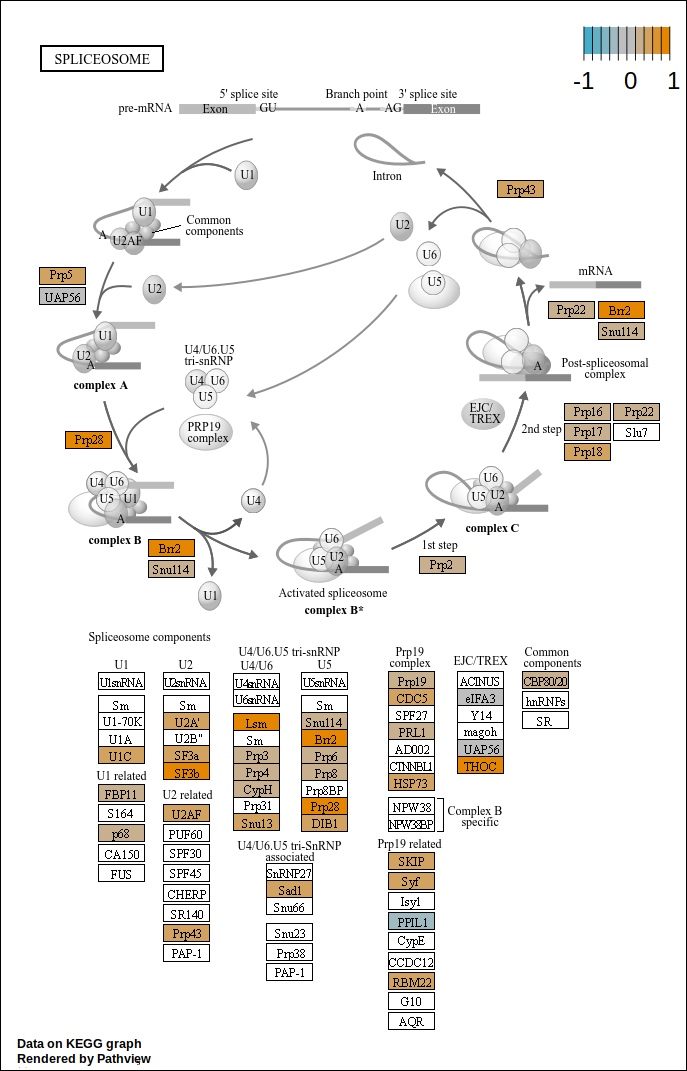 SPLICEOSOME
-1 0 1
5' splice site
Branch point
3' splice site
pre-mRNA
Exon
GU
A
AG
Exon
U1
Intron
Prp43
U1
A
U2AF
Common
components
U2
U6
U5
mRNA
Prp5
UAP56
U2
Prp22
Brr2
Snu114
U1
U2
A
complex A
U4/U6.U5
tri-snRNP
U4
U6
U5
A
Post-spliceosomal
complex
PRP19
complex
EJC/
TREX
2nd step
Prp16
Prp22
Prp17
Slu7
Prp18
Prp28
U4
U6
U5
U1
A
complex B
U4
U6
U5
U2
A
complex C
Brr2
Snu114
U1
U6
U5
U2
A
1st step
Prp2
Activated spliceosome
complex B*
Spliceosome components
U1
U1snRNA
Sm
U1-70K
U1A
U1C
U1 related
FBP11
S164
p68
CA150
FUS
U2
U2snRNA
Sm
U2A'
U2B"
SF3a
SF3b
U2 related
U2AF
PUF60
SPF30
SPF45
CHERP
SR140
Prp43
PAP-1
U4/U6.U5 tri-snRNP
U4/U6
U4snRNA
U6snRNA
Lsm
Sm
Prp3
Prp4
CypH
Prp31
Snu13
U5
U5snRNA
Sm
Snu114
Brr2
Prp6
Prp8
Prp8BP
Prp28
DIB1
U4/U6.U5 tri-SnRNP
associated
SnRNP27
Sad1
Snu66
Snu23
Prp38
PAP-1
Prp19
complex
Prp19
CDC5
SPF27
PRL1
AD002
CTNNBL1
HSP73
NPW38
NPW38BP
Complex B
specific
Prp19 related
SKIP
Syf
Isy1
PPIL1
CypE
CCDC12
RBM22
G10
AQR
EJC/TREX
ACINUS
eIFA3
Y14
magoh
UAP56
THOC
Common
components
CBP80/20
hnRNPs
SR
Data on KEGG graph
Rendered by Pathview